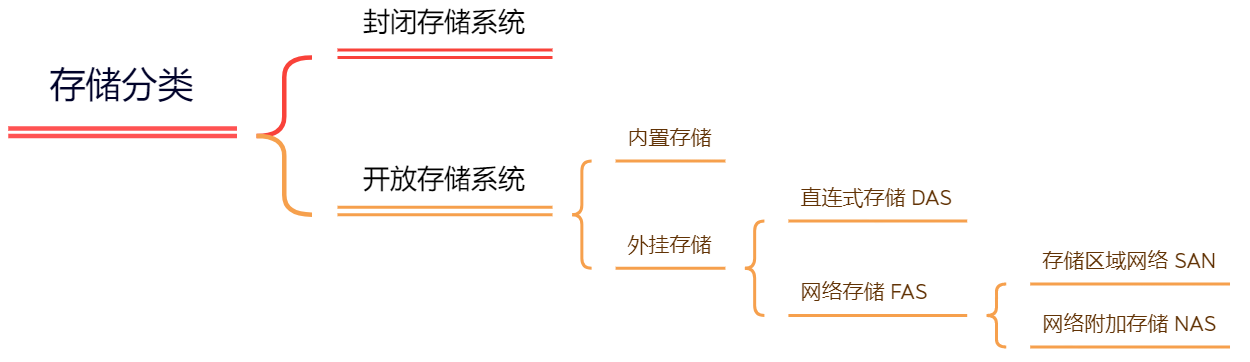 存储分类
封闭存储系统
开放存储系统
内置存储
外挂存储
直连式存储 DAS
网络存储 FAS
存储区域网络 SAN
网络附加存储 NAS